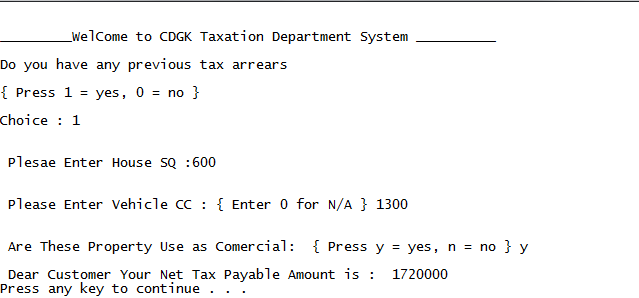 _________WelCome to CDGK Taxation Department System __________
Do you have any previous tax arrears
{ Press 1 = yes, 0 = no }
Choice : 1
Plesae Enter House SQ :600
Please Enter Vehicle CC : { Enter 0 for N/A } 1300
Are These Property Use as Comercial:  { Press y = yes, n = no } y
Dear Customer Your Net Tax Payable Amount is :  1720000
Press any key to continue . . .